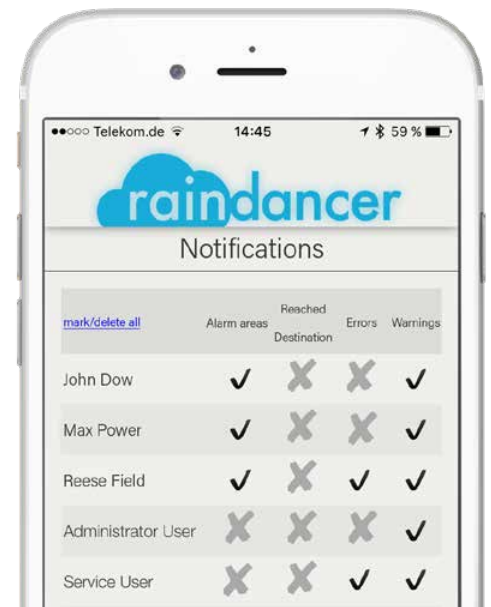 Telekom.de 14:45 59 %
raindancer
Notifications
mark/delete all Alarm areas Reached Destination Errors Warnings
John Dow
Max Power
Reese Field
Administrator User
Service User